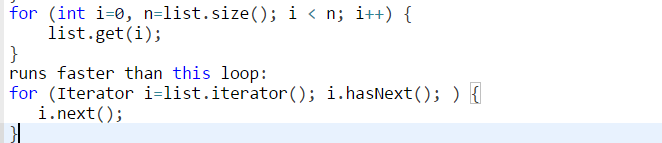 for (int i=0, n=list.size(); i < n; i++) {
    list.get(i);
}
runs faster than this loop:
for (Iterator i=list.iterator(); i.hasNext(); ) {
   i.next();
}